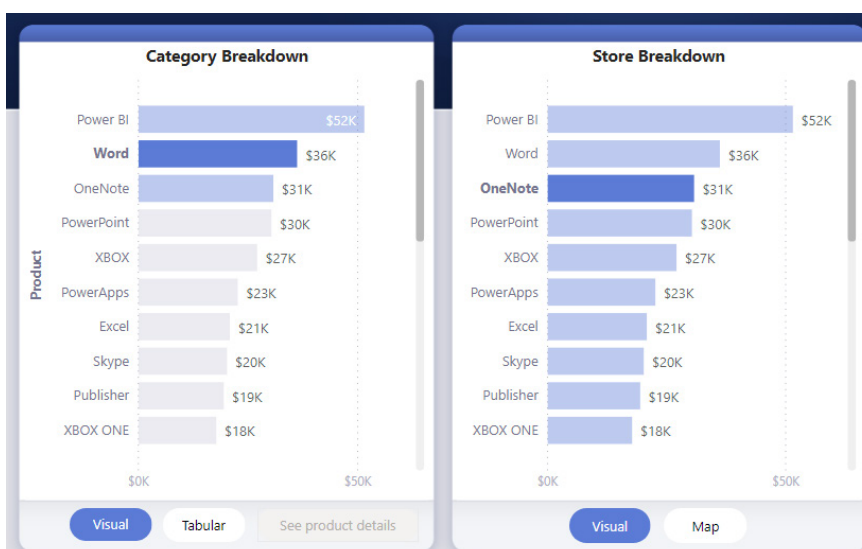 Category Breakdown
Product
Power BI $52K
Word $36K
OneNote $31K
PowerPoint $30K
XBOX $27K
PowerApps $23K
Excel $21K
Skype $20K
Publisher $19K
XBOX ONE $18K
$0K $50K
Visual Tabular See product details
Store Breakdown
Power BI $52K
Word $36K
OneNote $31K
PowerPoint $30K
XBOX $27K
PowerApps $23K
Excel $21K
Skype $20K
Publisher $19K
XBOX ONE $18K
$0K $50K
Visual Map